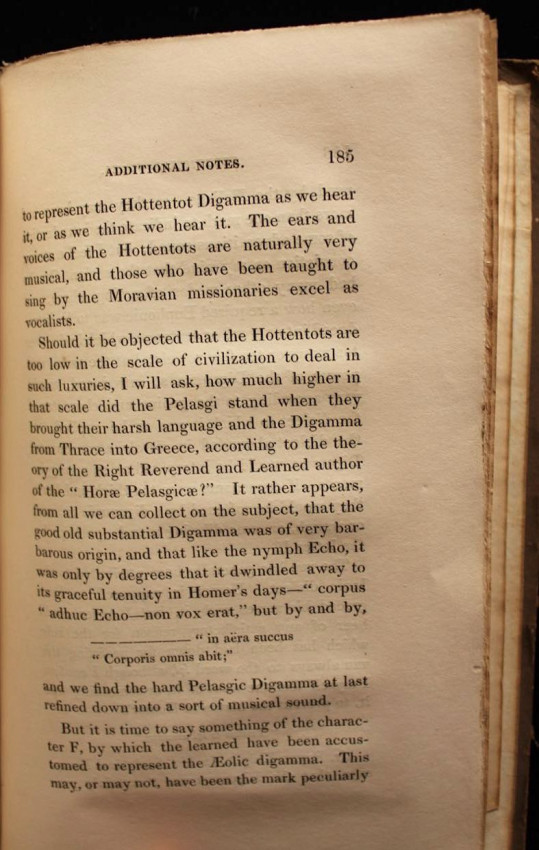 ADDITIONAL NOTES. 185
to represent the Hottentot Digamma as we hear
it, or as we think we hear it. The ears and
voices of the Hottentots are naturally very
musical, and those who have been taught to
sing by the Moravian missionaries excel as
vocalists.
Should it be objected that the Hottentots are
too low in the scale of civilization to deal in
such luxuries, I will ask, how much higher in
that scale did the Pelasgi stand when they
brought their harsh language and the Digamma
from Thrace into Greece, according to the the-
ory of the Right Reverend and Learned author
of the “ Horæ Pelasgicæ?” It rather appears,
from all we can collect on the subject, that the
good old substantial Digamma was of very bar-
barous origin, and that like the nymph Echo, it
was only by degrees that it dwindled away to
its graceful tenuity in Homer's days—“ corpus
“ adhuc Echo—non vox erat,” but by and by,
———————— “ in aëra succus
“ Corporis omnis abit;”
and we find the hard Pelasgic Digamma at last
refined down into a sort of musical sound.
But it is time to say something of the charac-
ter F, by which the learned have been accus-
tomed to represent the Æolic digamma. This
may, or may not, have been the mark peculiarly